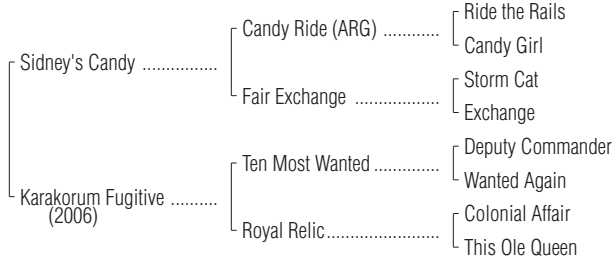 Ride the Rails
Candy Ride (ARG) ............
Candy Girl
Sidney's Candy ................
Storm Cat
Fair Exchange ..................
Exchange
Deputy Commander
Ten Most Wanted ..............
Wanted Again
Karakorum Fugitive ..........
(2006)
Colonial Affair
Royal Relic........................
This Ole Queen